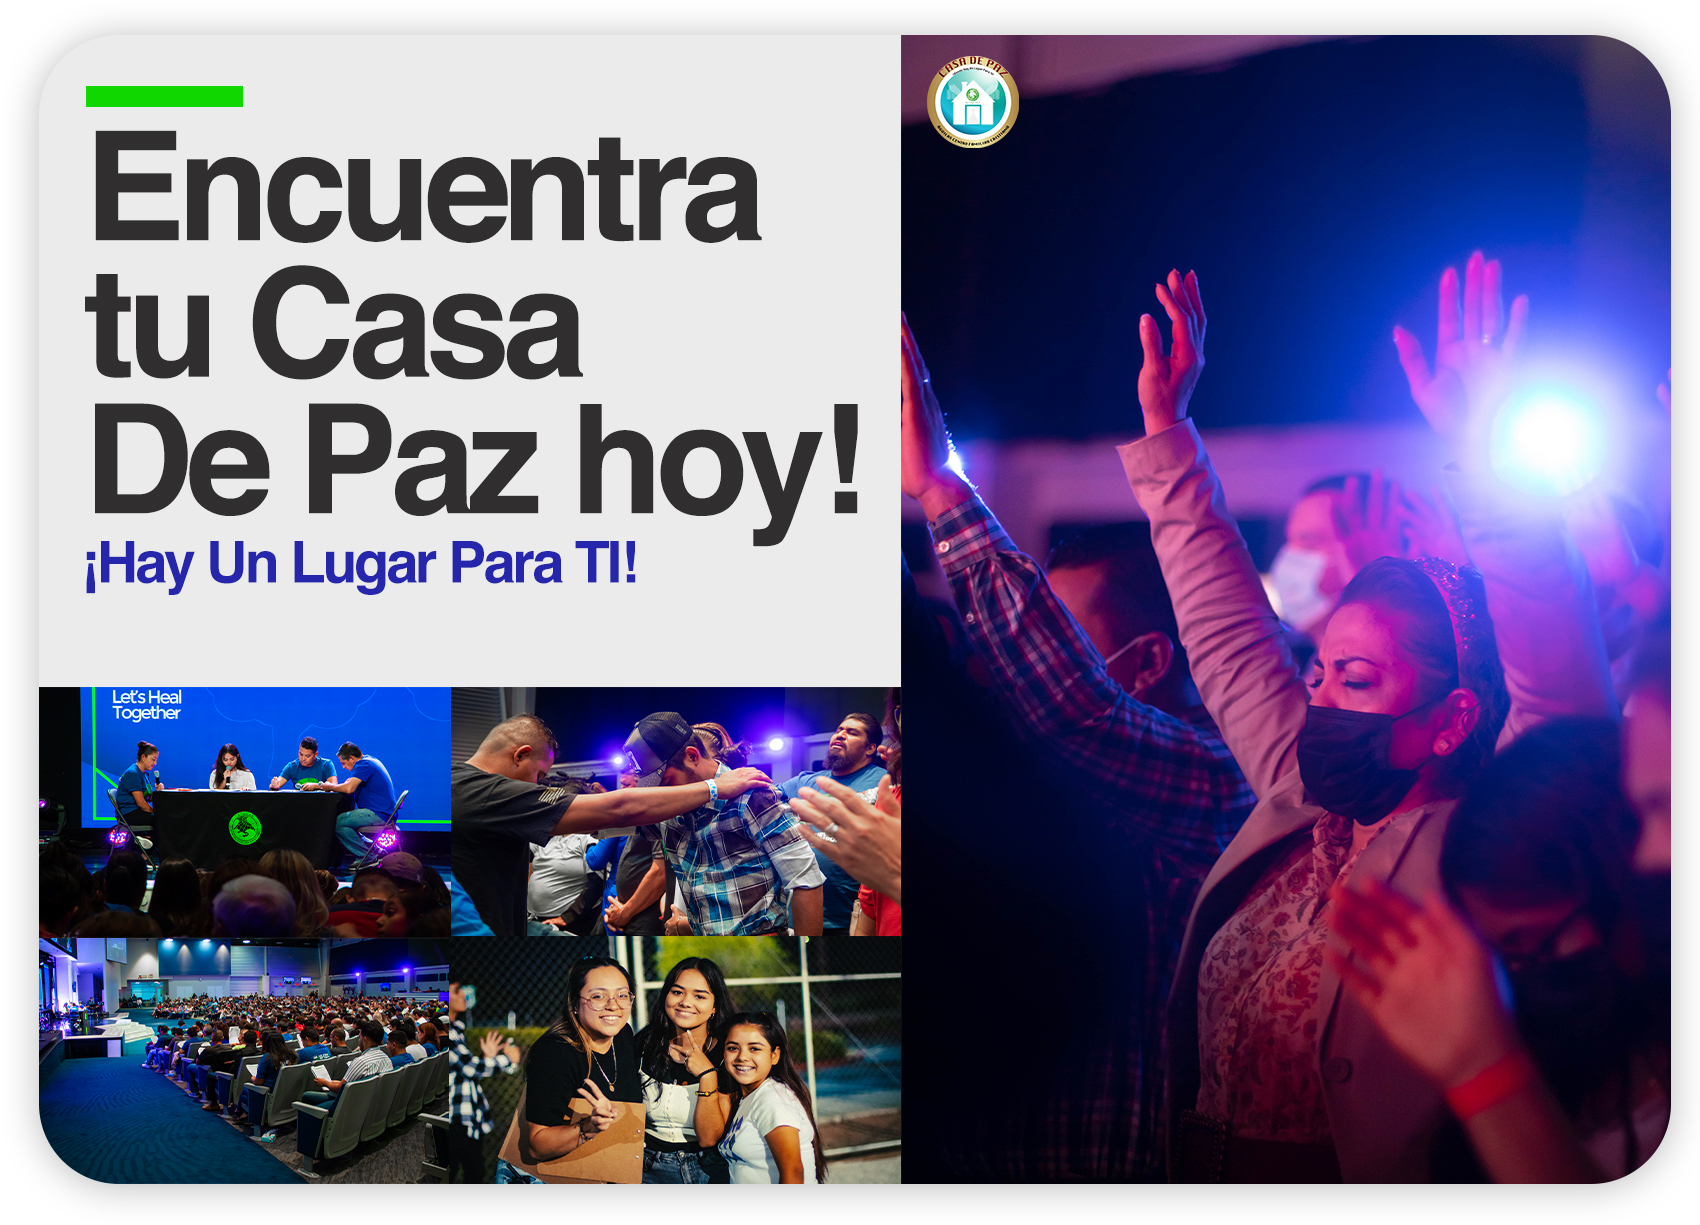 Encuentra
tu Casa
De Paz hoy!
¡Hay Un Lugar Para TI!
CASA DE PAZ
Let's Heal
Together